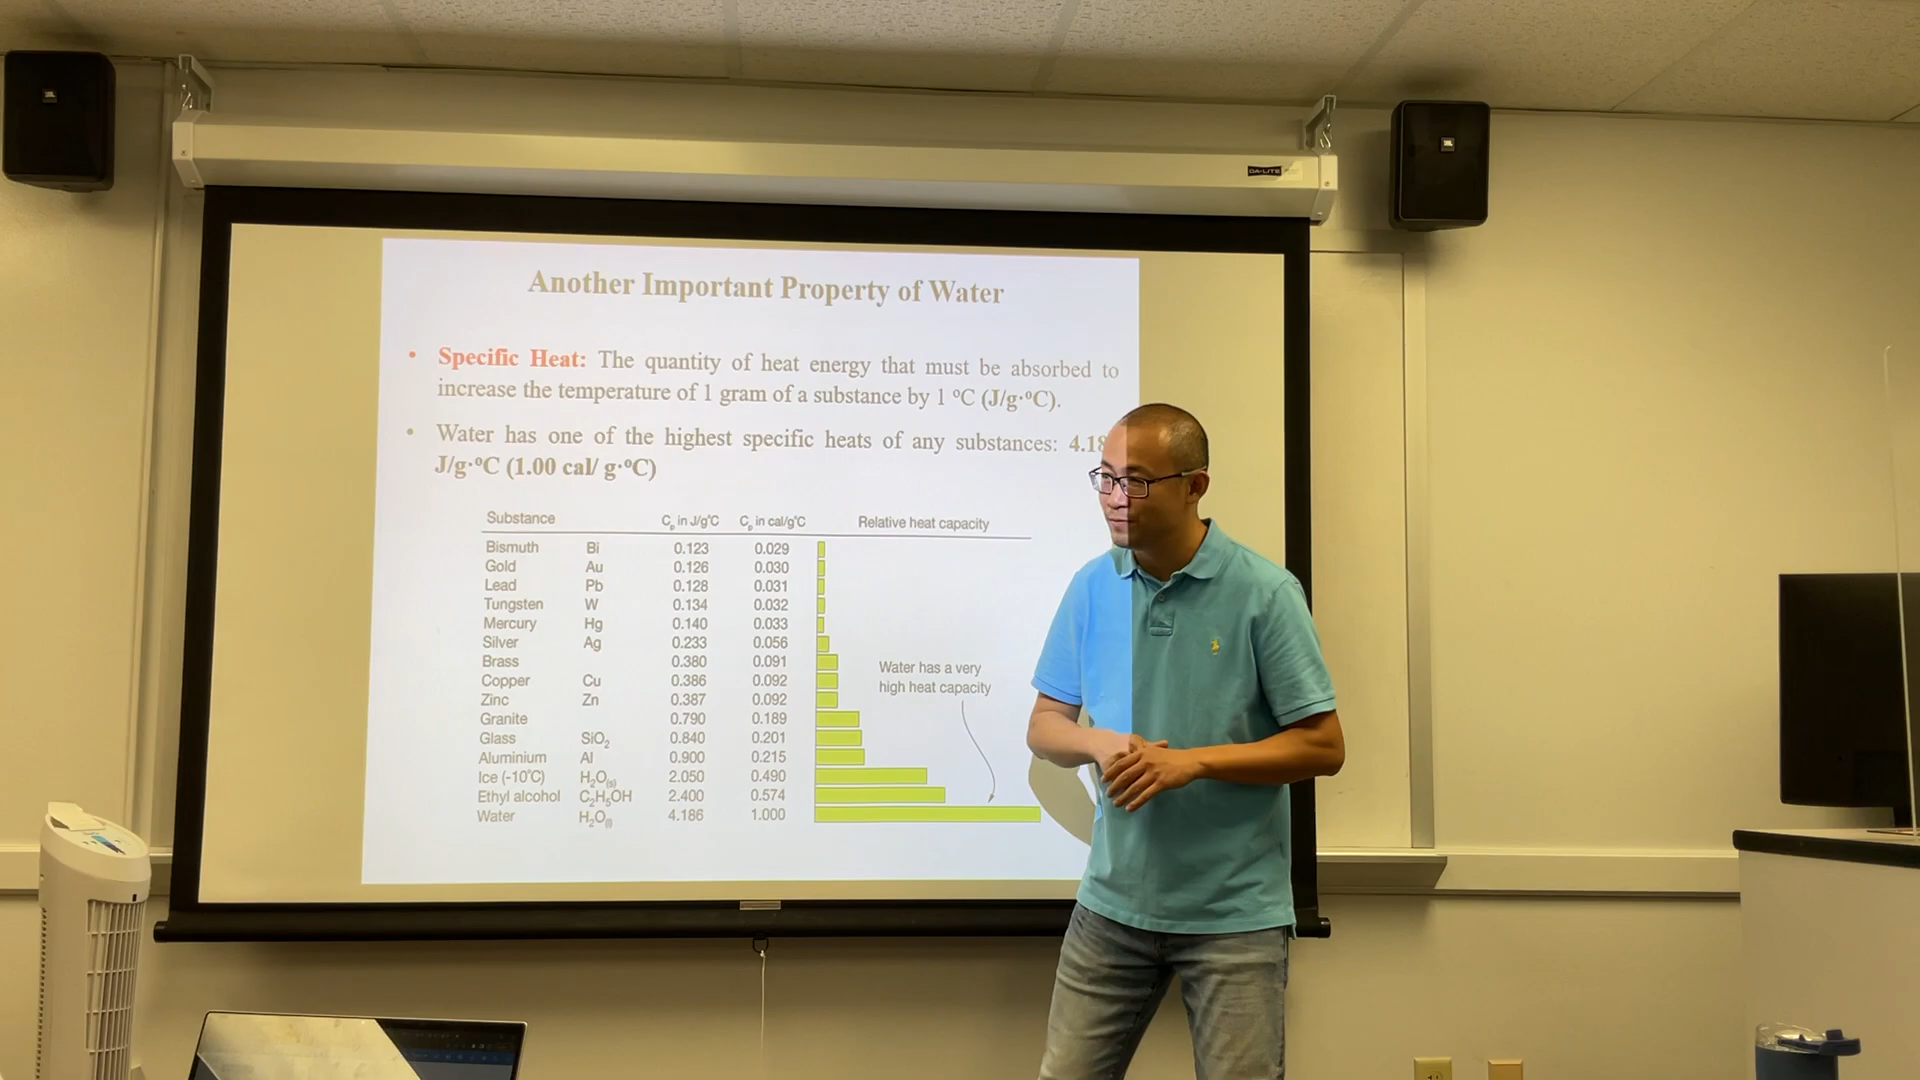 JBL
JBL
DA-LITE
Another Important Property of Water
• Specific Heat: The quantity of heat energy that must be absorbed to
increase the temperature of 1 gram of a substance by 1 ºC (J/g·ºC).
• Water has one of the highest specific heats of any substances: 4.18
J/g·ºC (1.00 cal/ g·ºC)
Substance Cp in J/g°C Cp in cal/g°C Relative heat capacity
Bismuth Bi 0.123 0.029
Gold Au 0.126 0.030
Lead Pb 0.128 0.031
Tungsten W 0.134 0.032
Mercury Hg 0.140 0.033
Silver Ag 0.233 0.056
Brass 0.380 0.091
Copper Cu 0.386 0.092
Zinc Zn 0.387 0.092
Granite 0.790 0.189
Glass SiO2 0.840 0.201
Aluminium Al 0.900 0.215
Ice (-10°C) H2O(s) 2.050 0.490
Ethyl alcohol C2H5OH 2.400 0.574
Water H2O(l) 4.186 1.000
Water has a very
high heat capacity